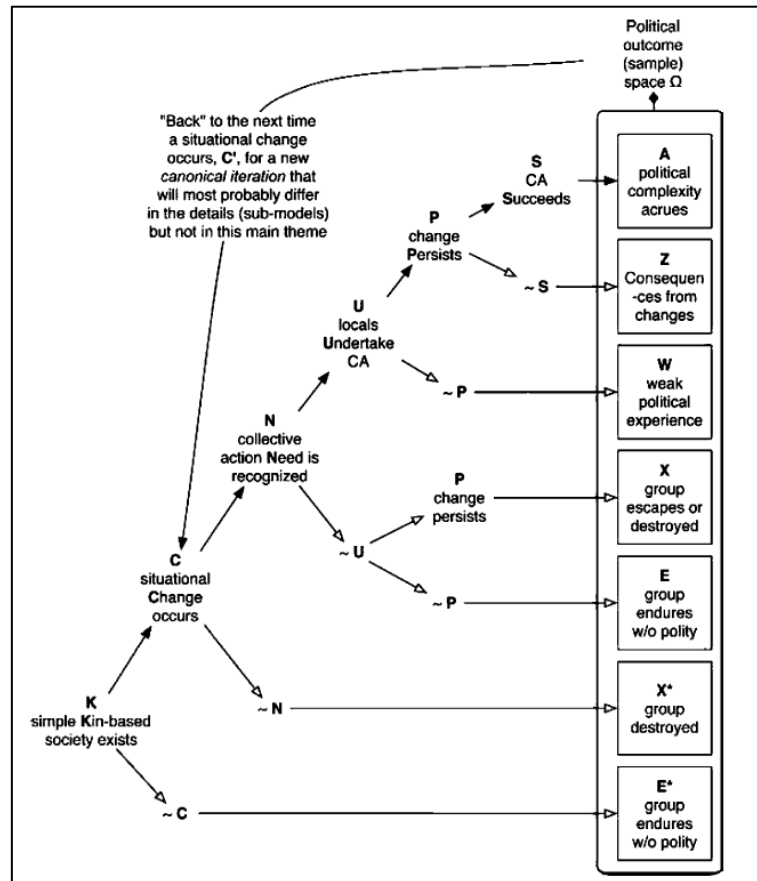 Political
outcome
(sample)
space Ω
"Back" to the next time
a situational change
occurs, C', for a new
canonical iteration that
will most probably differ
in the details (sub-models)
but not in this main theme
S
CA
Succeeds
A
political
complexity
accrues
P
change
Persists
~ S
Z
Consequen
-ces from
changes
U
locals
Undertake
CA
~ P
W
weak
political
experience
N
collective
action Need is
recognized
P
change
persists
X
group
escapes or
destroyed
~ U
C
situational
Change
occurs
~ P
E
group
endures
w/o polity
K
simple Kin-based
society exists
~ N
X*
group
destroyed
~ C
E*
group
endures
w/o polity